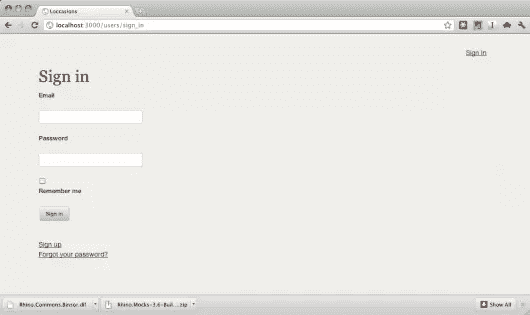 Loccasions
localhost:3000/users/sign_in
Sign in
Sign in
Email
Password
Remember me
Sign in
Sign up
Forgot your password?
Rhino.Commons.Binsor.dll
Rhino.Mocks-3.6-Buil....zip
Show All